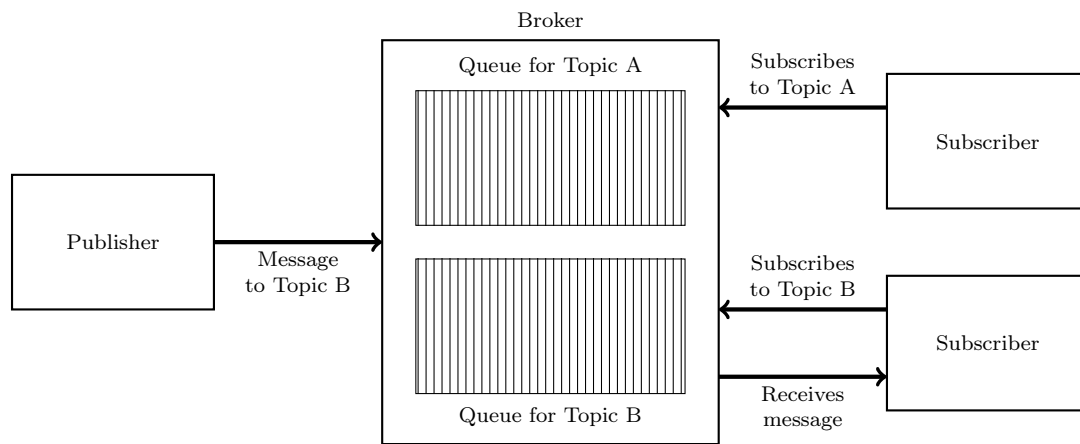 Broker
Queue for Topic A
Subscribes
to Topic A
Subscriber
Publisher
Message
to Topic B
Subscribes
to Topic B
Subscriber
Receives
message
Queue for Topic B